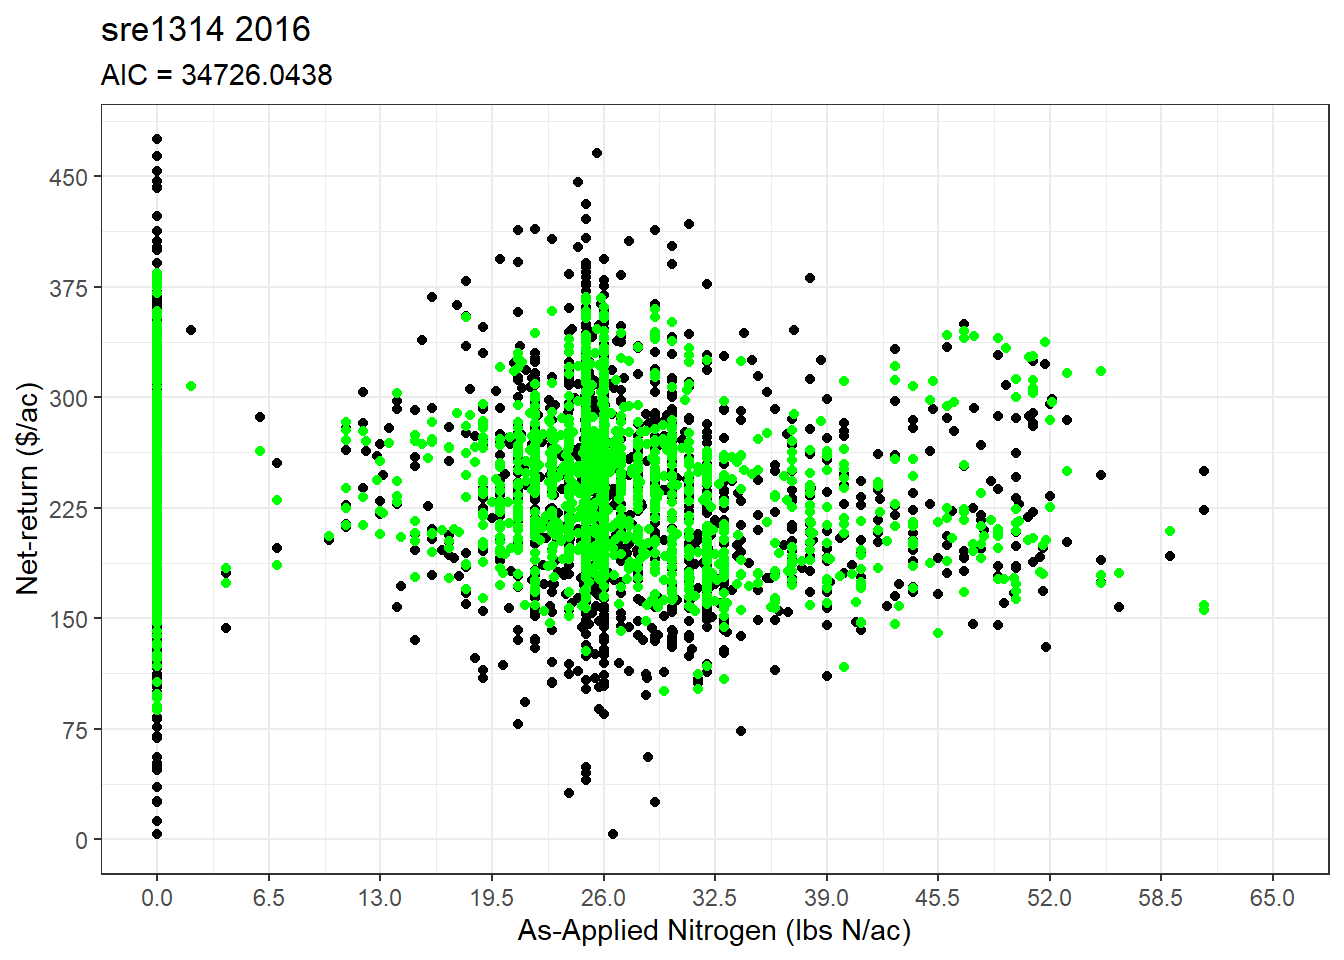 sre1314 2016
AIC = 34726.0438
Net-return ($/ac)
450
375
300
225
150
75
0
0.0 6.5 13.0 19.5 26.0 32.5 39.0 45.5 52.0 58.5 65.0
As-Applied Nitrogen (lbs N/ac)